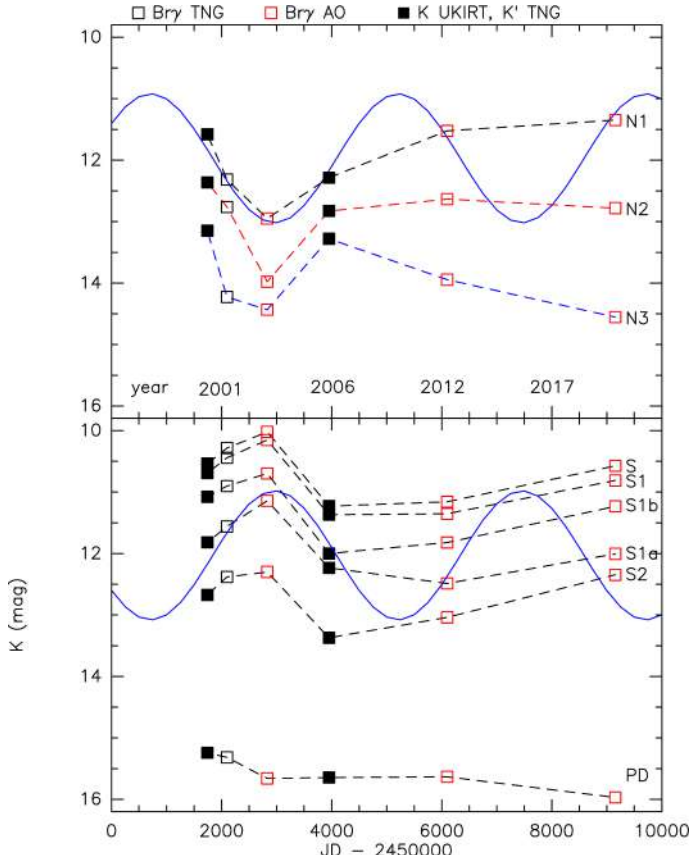 Brγ TNG Brγ AO K UKIRT, K' TNG
10
12
14
16
N1
N2
N3
year 2001 2006 2012 2017
10
12
14
16
S
S1
S1b
S1a
S2
PD
K (mag)
0 2000 4000 6000 8000 10000
JD − 2450000